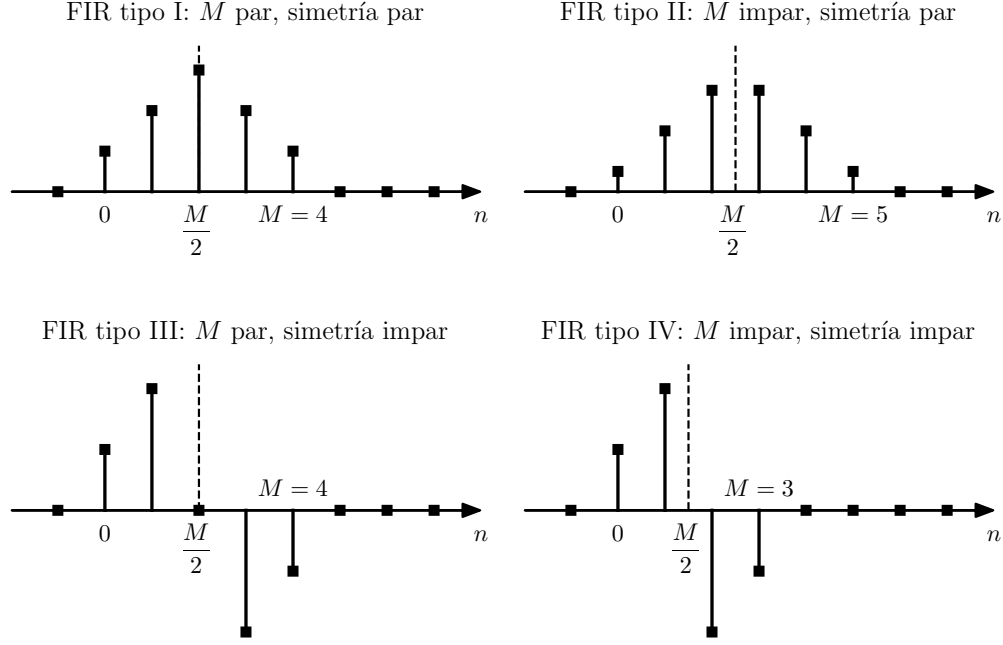 FIR tipo I: M par, simetría par
0
M/2
M = 4
n
FIR tipo II: M impar, simetría par
0
M/2
M = 5
n
FIR tipo III: M par, simetría impar
M = 4
0
M/2
n
FIR tipo IV: M impar, simetría impar
M = 3
0
M/2
n